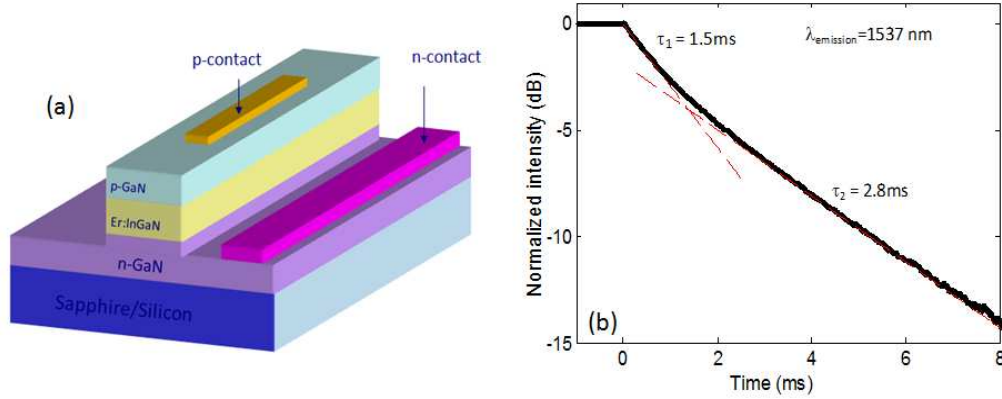 (a)
p-contact
n-contact
p-GaN
Er:InGaN
n-GaN
Sapphire/Silicon
(b)
Normalized intensity (dB)
0
-5
-10
-15
τ₁ = 1.5ms
λemission=1537 nm
τ₂ = 2.8ms
0 2 4 6 8
Time (ms)